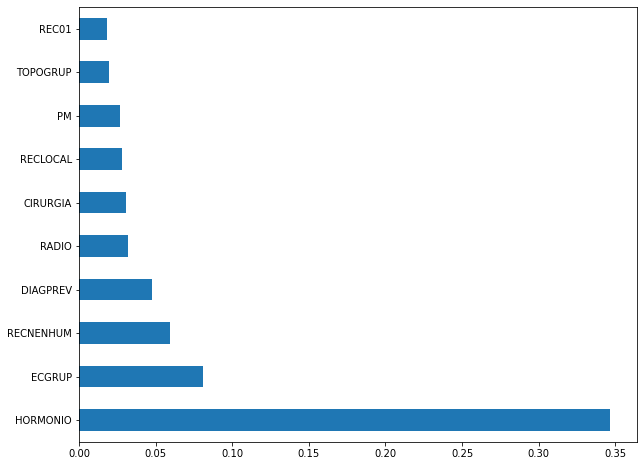 REC01
TOPOGRUP
PM
RECLOCAL
CIRURGIA
RADIO
DIAGPREV
RECNENHUM
ECGRUP
HORMONIO
0.00 0.05 0.10 0.15 0.20 0.25 0.30 0.35